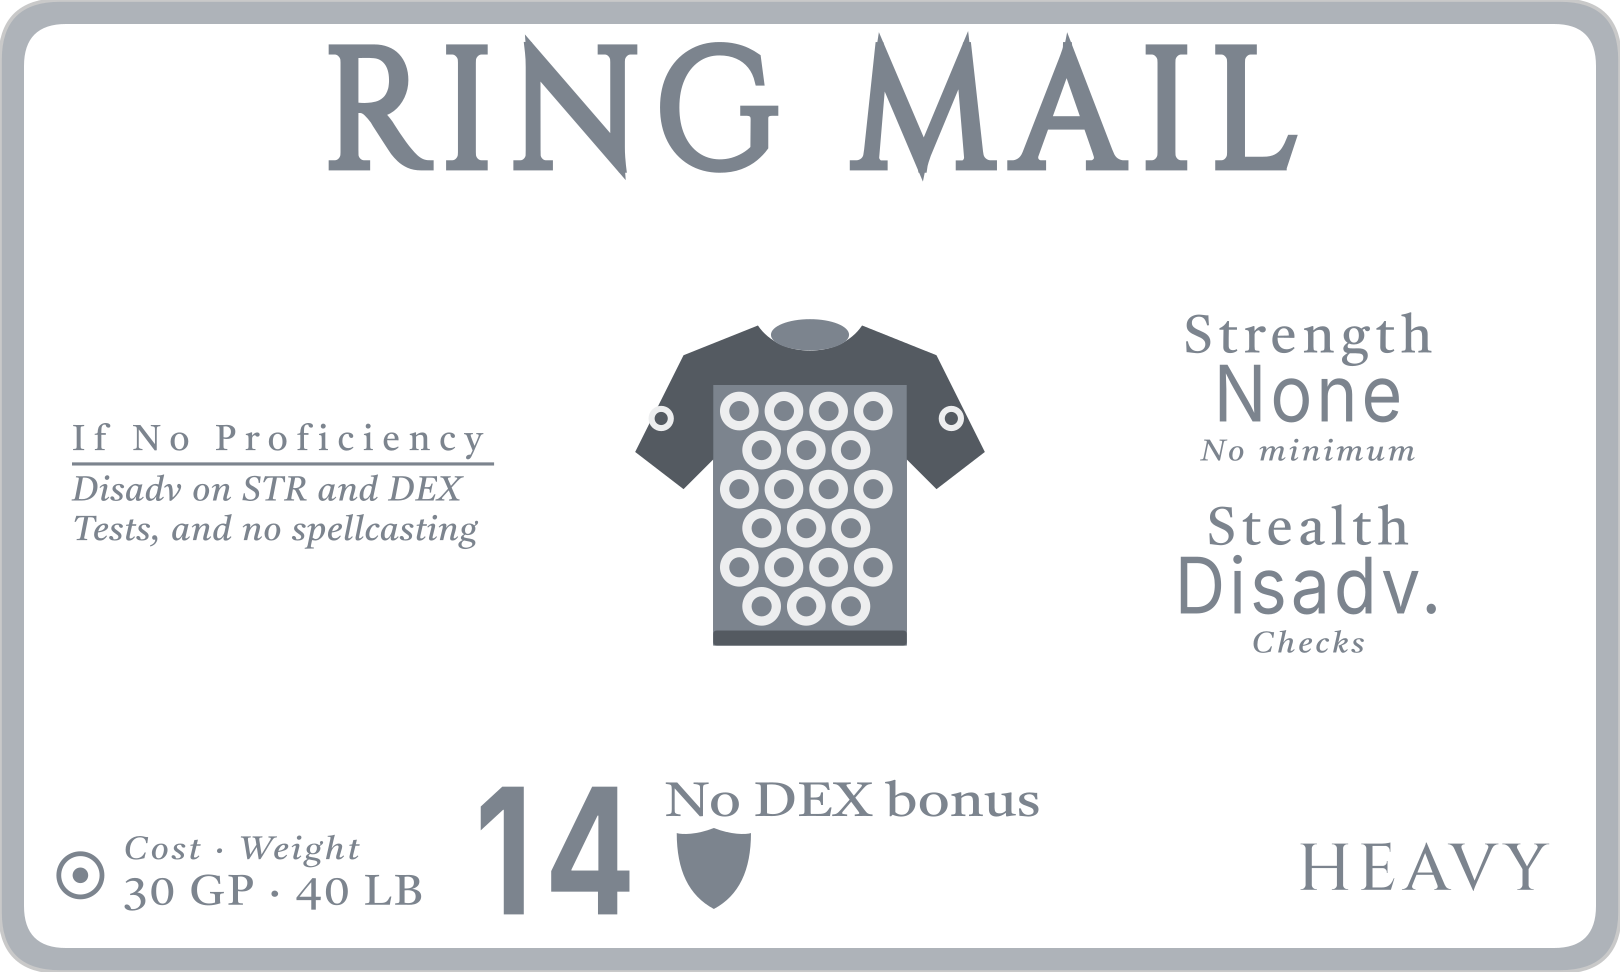 RING MAIL
If No Proficiency
Disadv on STR and DEX
Tests, and no spellcasting
Strength
None
No minimum
Stealth
Disadv.
Checks
Cost · Weight
30 GP · 40 LB
14
No DEX bonus
HEAVY